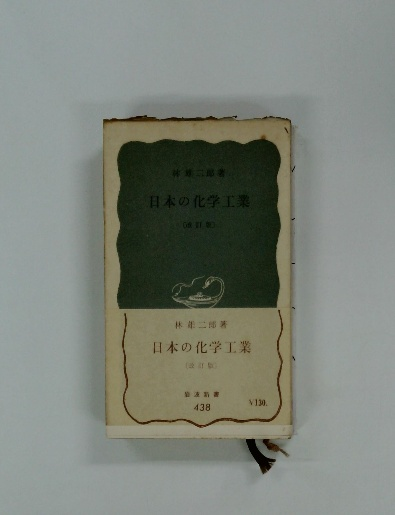 林 雄二郎著
日本の化学工業
(改訂版)
林 雄二郎著
日本の化学工業
(改訂版)
岩波新書
438
¥130.